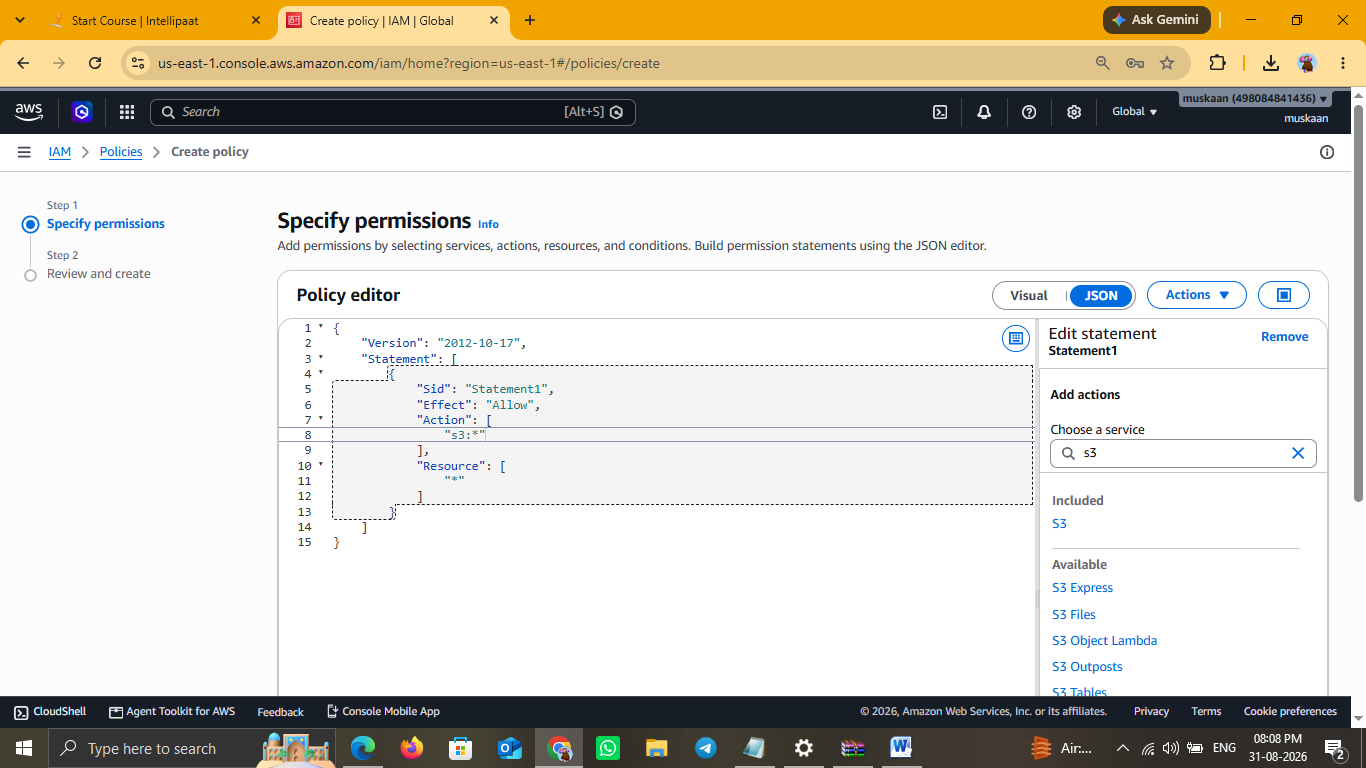 Start Course | Intellipaat
Create policy | IAM | Global
Ask Gemini
us-east-1.console.aws.amazon.com/iam/home?region=us-east-1#/policies/create
aws
Search
[Alt+S]
Global
muskaan (498084841436)
muskaan
IAM
Policies
Create policy
Step 1
Specify permissions
Step 2
Review and create
Specify permissions Info
Add permissions by selecting services, actions, resources, and conditions. Build permission statements using the JSON editor.
Policy editor
Visual
JSON
Actions
1 {
2 "Version": "2012-10-17",
3 "Statement": [
4 {
5 "Sid": "Statement1",
6 "Effect": "Allow",
7 "Action": [
8 "s3:*"
9 ],
10 "Resource": [
11 "*"
12 ]
13 }
14 ]
15 }
Edit statement
Remove
Statement1
Add actions
Choose a service
s3
Included
S3
Available
S3 Express
S3 Files
S3 Object Lambda
S3 Outposts
S3 Tables
CloudShell
Agent Toolkit for AWS
Feedback
Console Mobile App
© 2026, Amazon Web Services, Inc. or its affiliates.
Privacy
Terms
Cookie preferences
Type here to search
Air...
ENG
08:08 PM
31-08-2026
2